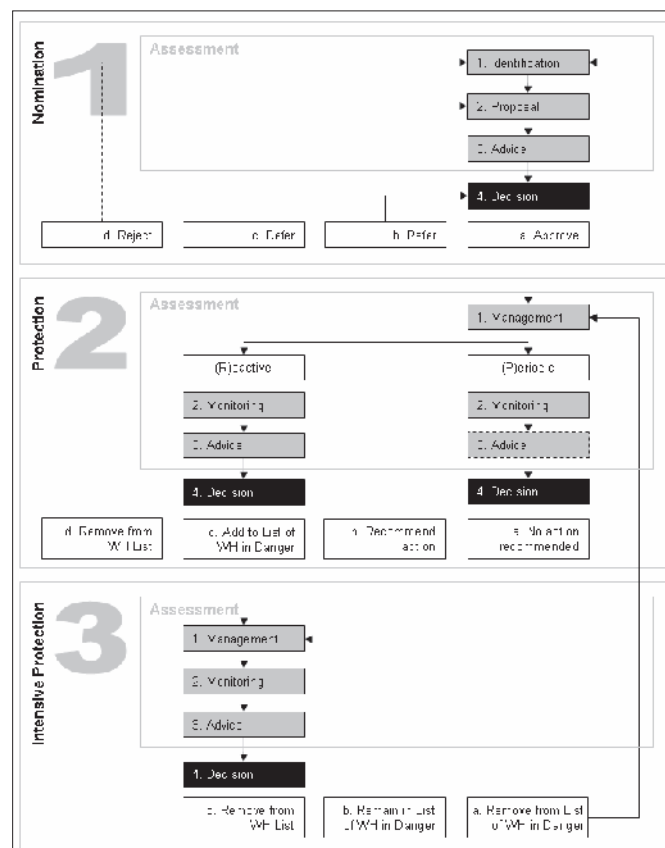 Nomination
1
Assessment
1. Identification
2. Proposal
3. Advice
4. Decision
d. Reject
c. Defer
b. Refer
a. Approve
Protection
2
Assessment
1. Management
(R)eactive
(P)eriodic
2. Monitoring
2. Monitoring
3. Advice
3. Advice
4. Decision
4. Decision
d. Remove from
WH List
c. Add to List of
WH in Danger
b. Recommend
action
a. No action
recommended
Intensive Protection
3
Assessment
1. Management
2. Monitoring
3. Advice
4. Decision
c. Remove from
WH List
b. Remain in List
of WH in Danger
a. Remove from List
of WH in Danger